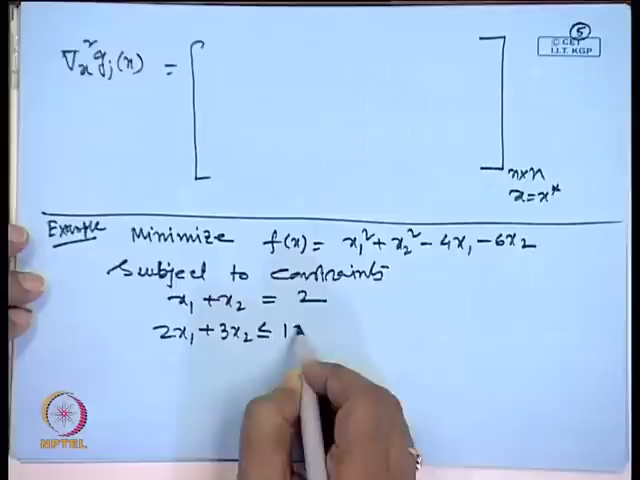 5
© CET
I.I.T. KGP
∇ₓ² gⱼ(x) = [ ]
n×n
x=x*
Example Minimize f(x) = x₁² + x₂² - 4x₁ - 6x₂
Subject to constraints
x₁ + x₂ = 2
2x₁ + 3x₂ ≤ 1
NPTEL